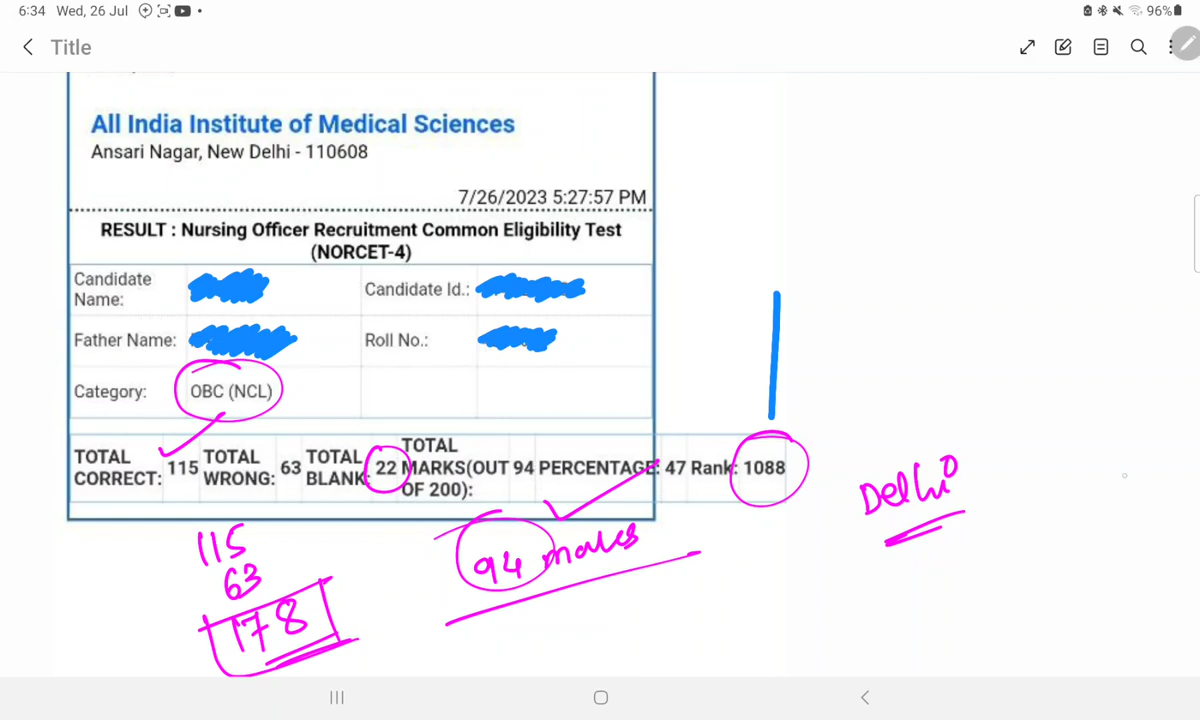 6:34 Wed, 26 Jul 96%
Title
All India Institute of Medical Sciences
Ansari Nagar, New Delhi - 110608
7/26/2023 5:27:57 PM
RESULT : Nursing Officer Recruitment Common Eligibility Test
(NORCET-4)
Candidate Name: Candidate Id.:
Father Name: Roll No.:
Category: OBC (NCL)
TOTAL CORRECT: 115 TOTAL WRONG: 63 TOTAL BLANK: 22 TOTAL MARKS(OUT OF 200): 94 PERCENTAGE: 47 Rank: 1088
Delhi
115
63
178
94 males